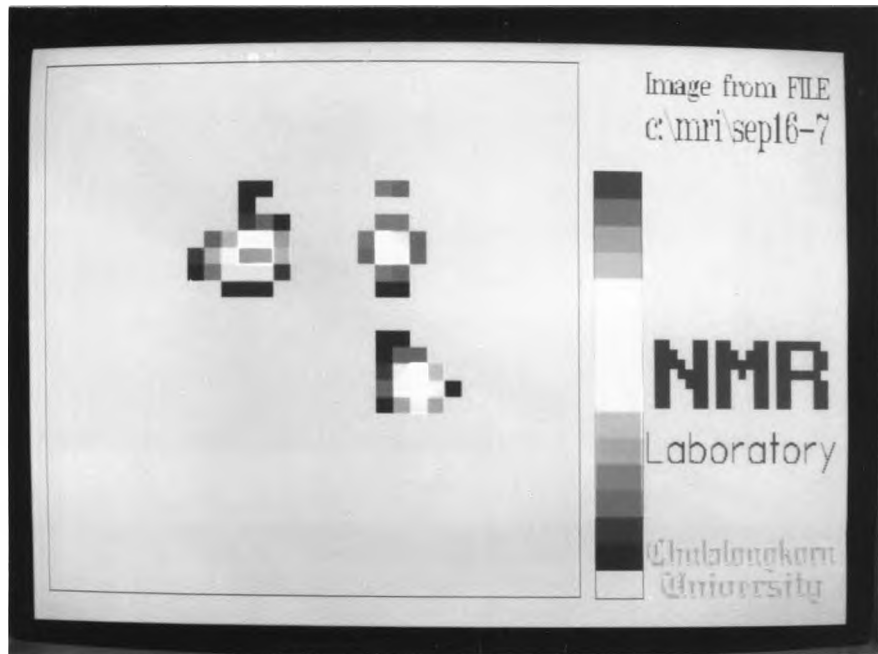 Image from FILE
c:\mri\sep16-7
NMR
Laboratory
Chulalongkorn
University